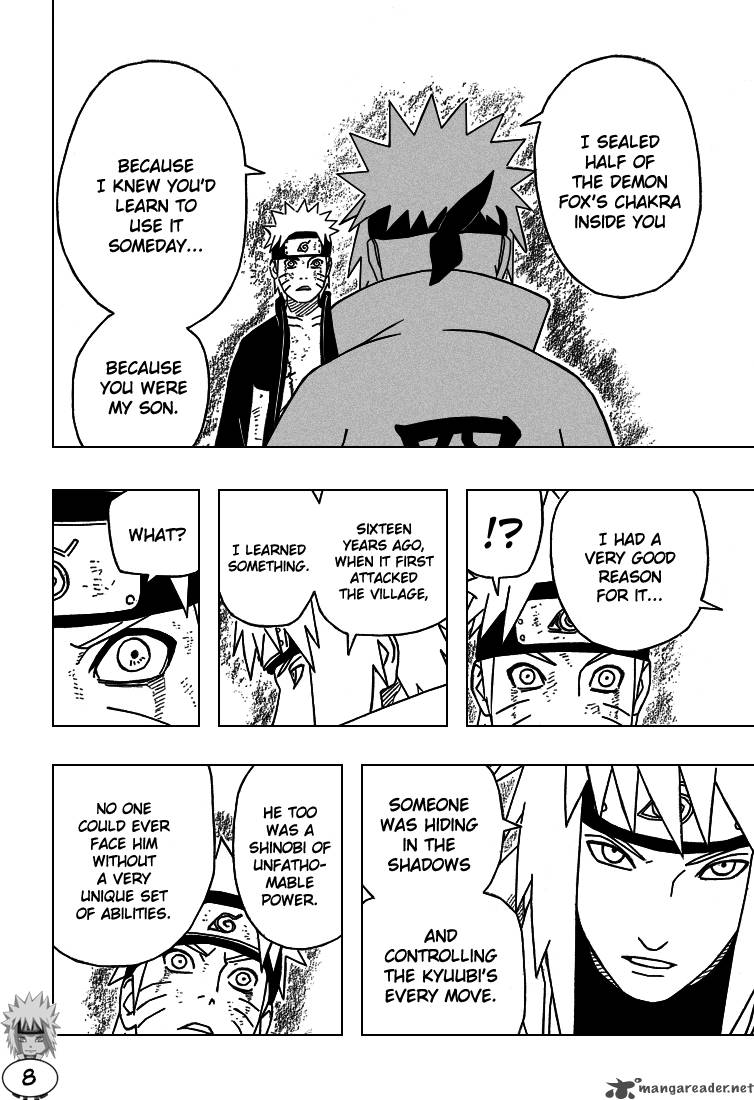 I SEALED
HALF OF
THE DEMON
FOX'S CHAKRA
INSIDE YOU
BECAUSE
I KNEW YOU'D
LEARN TO
USE IT
SOMEDAY...
BECAUSE
YOU WERE
MY SON.
I HAD A
VERY GOOD
REASON
FOR IT...
!?
SIXTEEN
YEARS AGO,
WHEN IT FIRST
ATTACKED
THE VILLAGE,
I LEARNED
SOMETHING.
WHAT?
SOMEONE
WAS HIDING
IN THE
SHADOWS
AND
CONTROLLING
THE KYUUBI'S
EVERY MOVE.
HE TOO
WAS A
SHINOBI OF
UNFATHO-
MABLE
POWER.
NO ONE
COULD EVER
FACE HIM
WITHOUT
A VERY
UNIQUE SET
OF ABILITIES.
8
mangareader.net